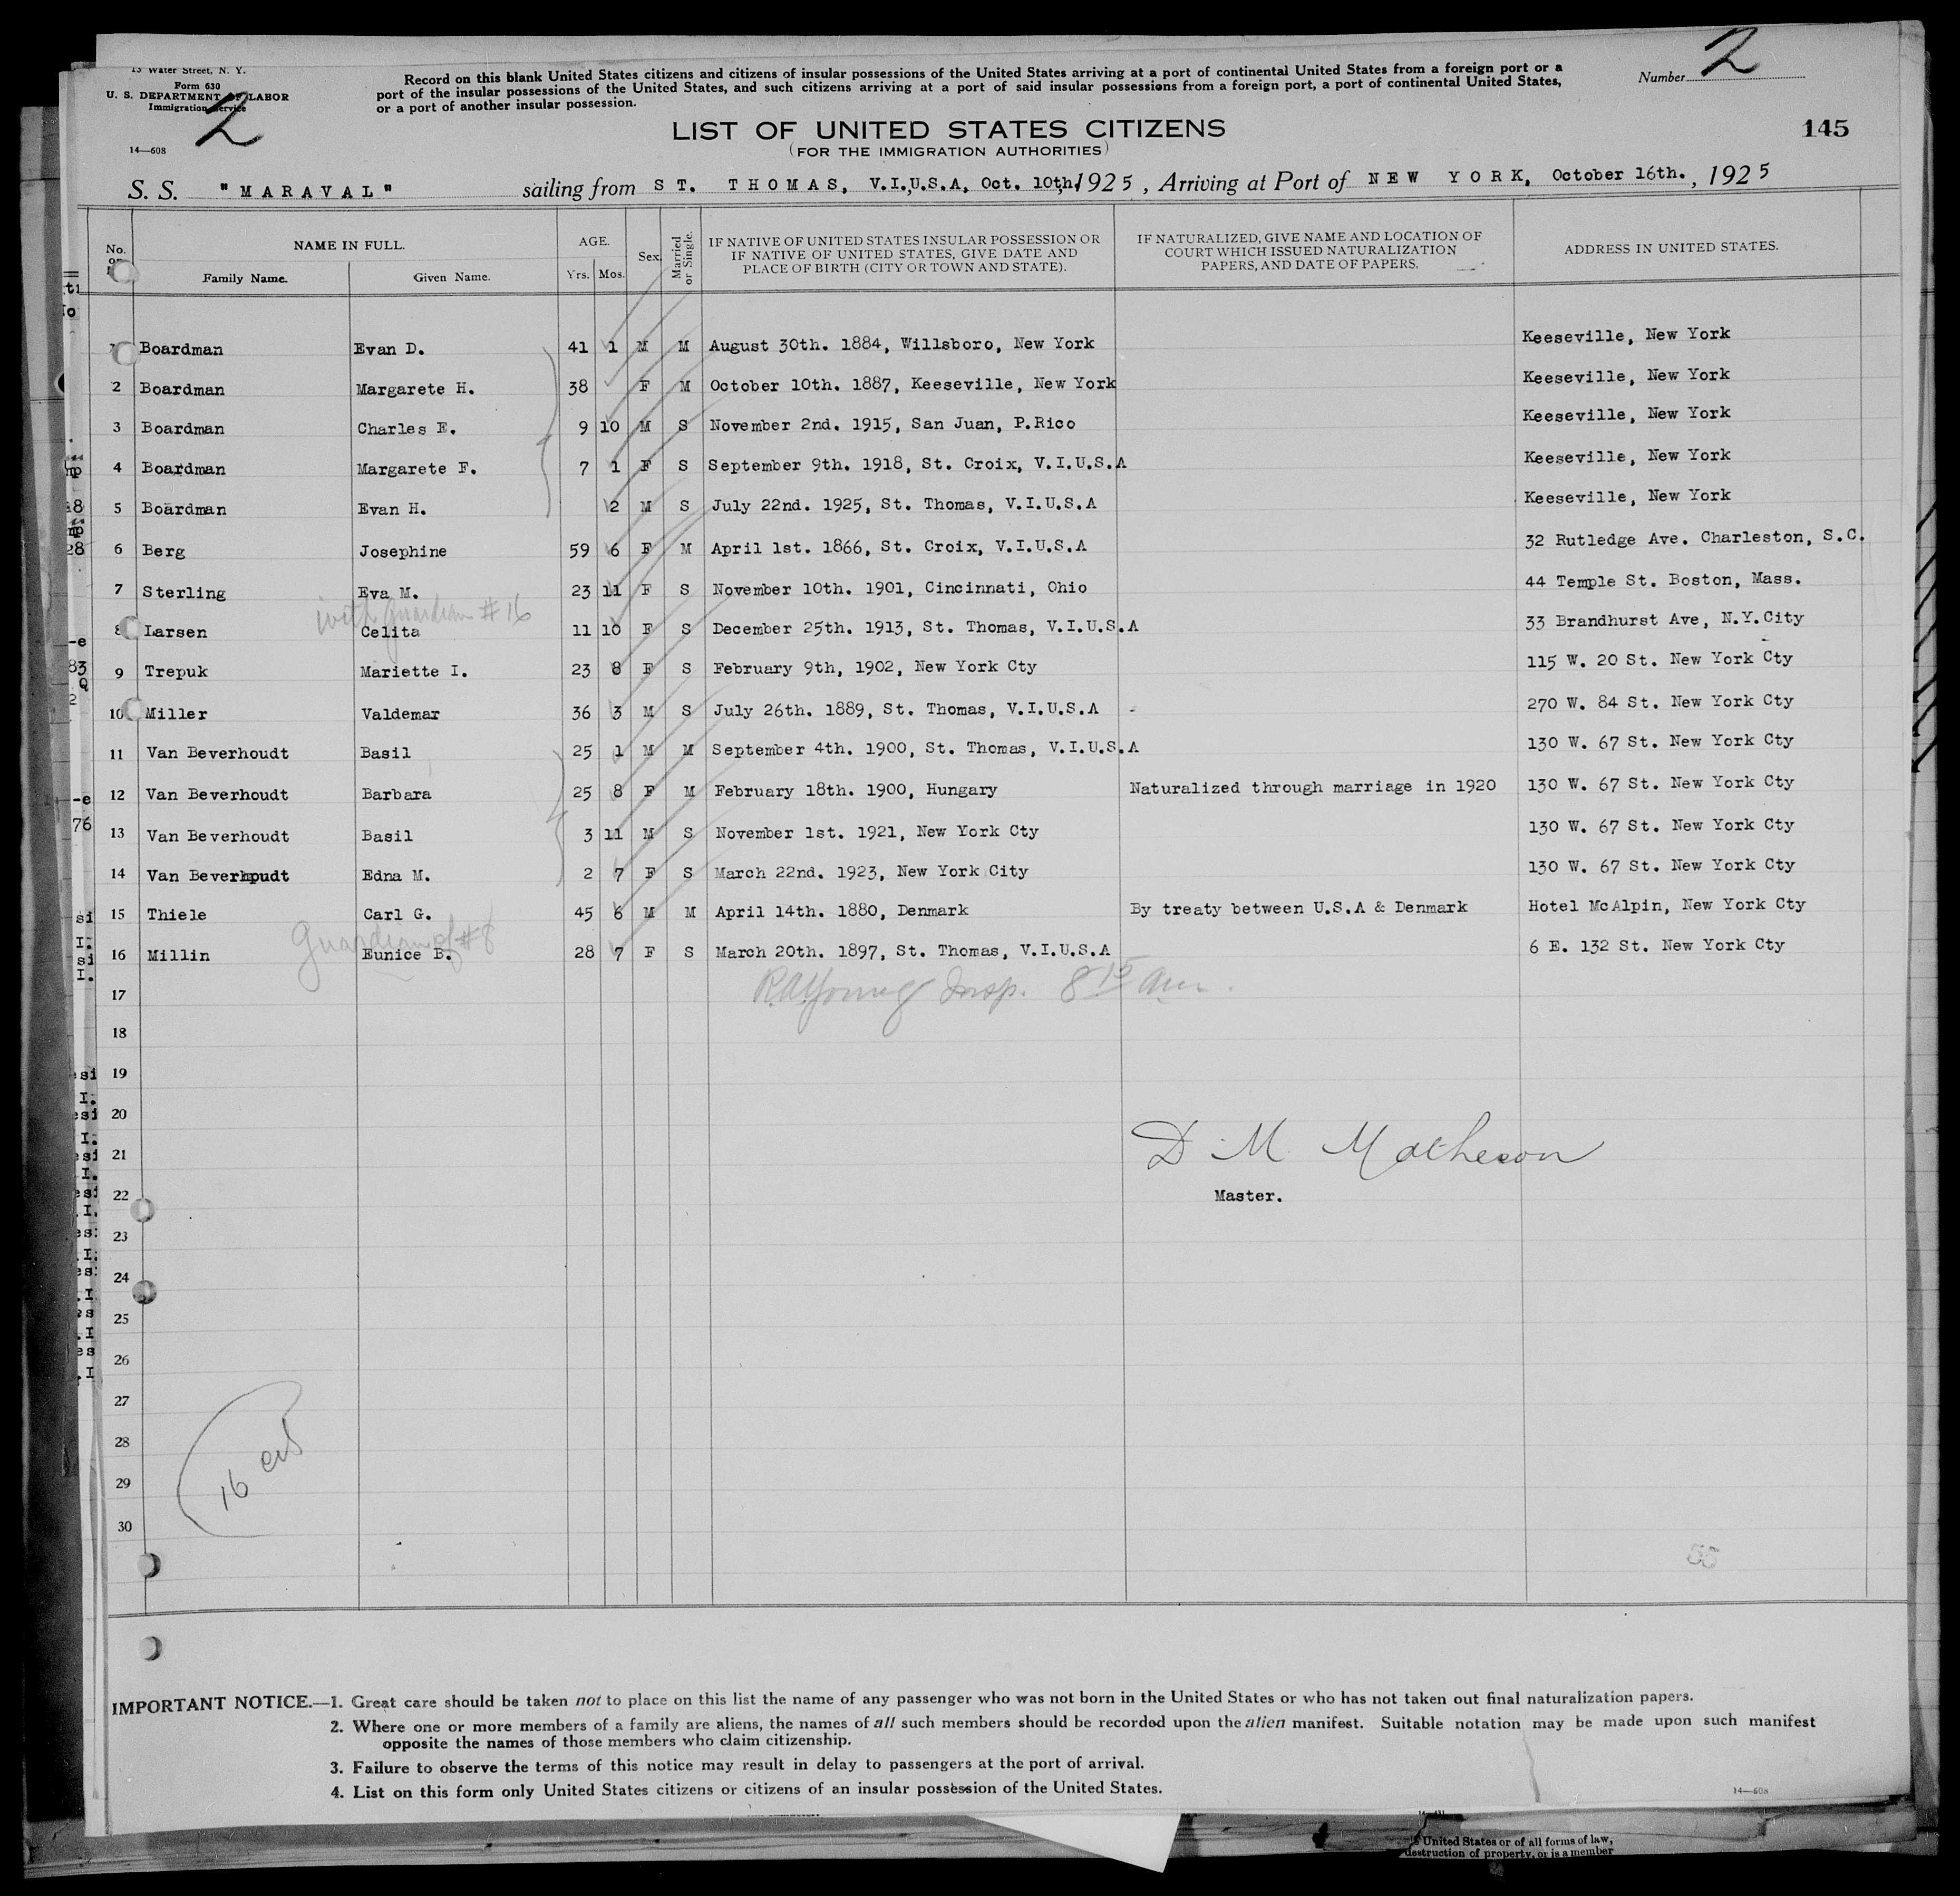 15 Water Street, N. Y.
Form 630
U. S. DEPARTMENT OF LABOR
Immigration Service
2
14—608
Record on this blank United States citizens and citizens of insular possessions of the United States arriving at a port of continental United States from a foreign port or a
port of the insular possessions of the United States, and such citizens arriving at a port of said insular possessions from a foreign port, a port of continental United States,
or a port of another insular possession.
Number 2
LIST OF UNITED STATES CITIZENS
(FOR THE IMMIGRATION AUTHORITIES)
145
S. S. "MARAVAL" sailing from ST. THOMAS, V.I.,U.S.A, Oct. 10th, 1925, Arriving at Port of NEW YORK, October 16th., 1925
No. on NAME IN FULL. AGE. Sex Married or Single. IF NATIVE OF UNITED STATES INSULAR POSSESSION OR IF NATIVE OF UNITED STATES, GIVE DATE AND PLACE OF BIRTH (CITY OR TOWN AND STATE). IF NATURALIZED, GIVE NAME AND LOCATION OF COURT WHICH ISSUED NATURALIZATION PAPERS, AND DATE OF PAPERS. ADDRESS IN UNITED STATES.
Family Name. Given Name. Yrs. Mos.
1 Boardman Evan D. 41 1 M M August 30th. 1884, Willsboro, New York Keeseville, New York
2 Boardman Margarete H. 38 F M October 10th. 1887, Keeseville, New York Keeseville, New York
3 Boardman Charles E. 9 10 M S November 2nd. 1915, San Juan, P.Rico Keeseville, New York
4 Boardman Margarete F. 7 1 F S September 9th. 1918, St. Croix, V.I.U.S.A Keeseville, New York
5 Boardman Evan H. 2 M S July 22nd. 1925, St. Thomas, V.I.U.S.A Keeseville, New York
6 Berg Josephine 59 6 F M April 1st. 1866, St. Croix, V.I.U.S.A 32 Rutledge Ave. Charleston, S.C.
7 Sterling Eva M. 23 11 F S November 10th. 1901, Cincinnati, Ohio 44 Temple St. Boston, Mass.
with guardian #16
8 Larsen Celita 11 10 F S December 25th. 1913, St. Thomas, V.I.U.S.A 33 Brandhurst Ave, N.Y.City
9 Trepuk Mariette I. 23 8 F S February 9th, 1902, New York Cty 115 W. 20 St. New York Cty
10 Miller Valdemar 36 3 M S July 26th. 1889, St. Thomas, V.I.U.S.A 270 W. 84 St. New York Cty
11 Van Beverhoudt Basil 25 1 M M September 4th. 1900, St. Thomas, V.I.U.S.A 130 W. 67 St. New York Cty
12 Van Beverhoudt Barbara 25 8 F M February 18th. 1900, Hungary Naturalized through marriage in 1920 130 W. 67 St. New York Cty
13 Van Beverhoudt Basil 3 11 M S November 1st. 1921, New York Cty 130 W. 67 St. New York Cty
14 Van Beverhoudt Edna M. 2 7 F S March 22nd. 1923, New York City 130 W. 67 St. New York Cty
15 Thiele Carl G. 45 6 M M April 14th. 1880, Denmark By treaty between U.S.A & Denmark Hotel McAlpin, New York Cty
Guardian of #8
16 Millin Eunice B. 28 7 F S March 20th. 1897, St. Thomas, V.I.U.S.A 6 E. 132 St. New York Cty
17 R.A.Young Insp. 8 15 am.
18
19
20
21 D M Matheson
22 Master.
23
24
25
26
27
28
29 16
30
55
IMPORTANT NOTICE.—1. Great care should be taken not to place on this list the name of any passenger who was not born in the United States or who has not taken out final naturalization papers.
2. Where one or more members of a family are aliens, the names of all such members should be recorded upon the alien manifest. Suitable notation may be made upon such manifest
opposite the names of those members who claim citizenship.
3. Failure to observe the terms of this notice may result in delay to passengers at the port of arrival.
4. List on this form only United States citizens or citizens of an insular possession of the United States.
14—608
United States or of all forms of law,
destruction of property, or is a member